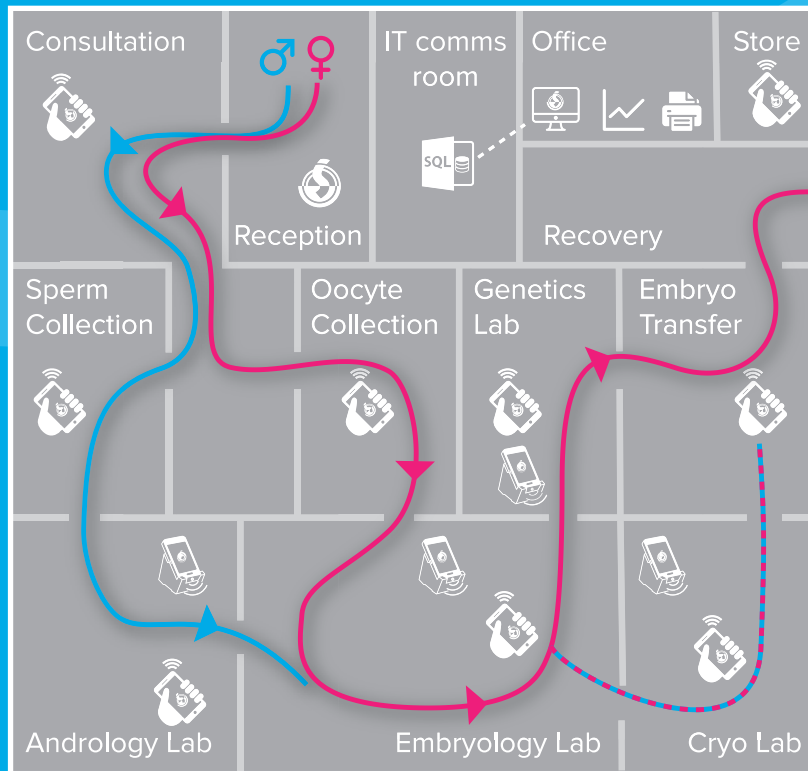 Consultation
IT comms
room
Office
Store
SQL
Reception
Recovery
Sperm
Collection
Oocyte
Collection
Genetics
Lab
Embryo
Transfer
Andrology Lab
Embryology Lab
Cryo Lab